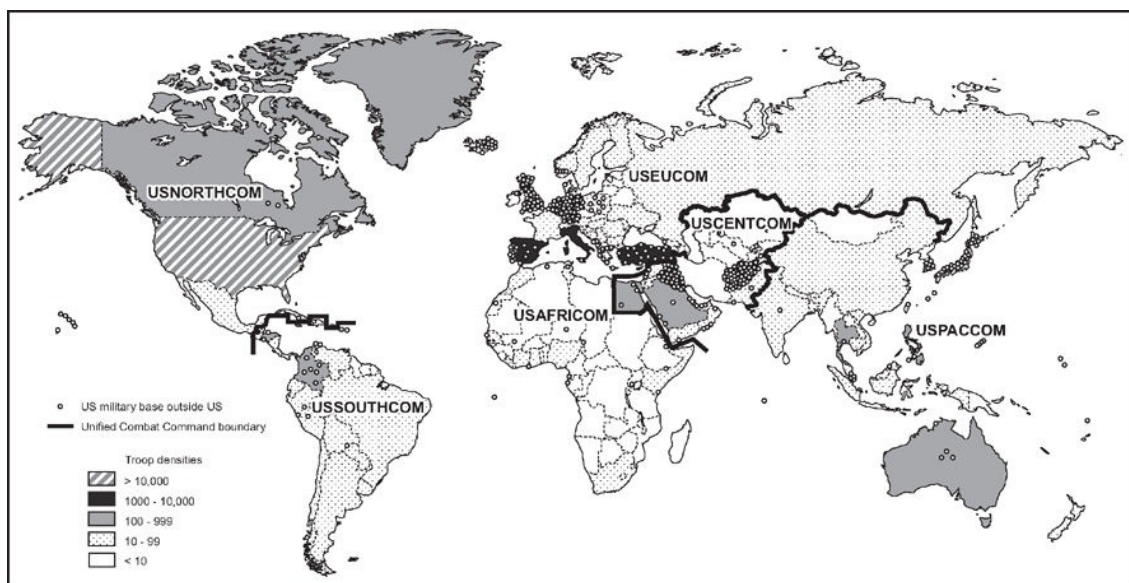 USNORTHCOM
USEUCOM
USCENTCOM
USAFRICOM
USPACCOM
USSOUTHCOM
US military base outside US
Unified Combat Command boundary
Troop densities
> 10,000
1000 - 10,000
100 - 999
10 - 99
< 10